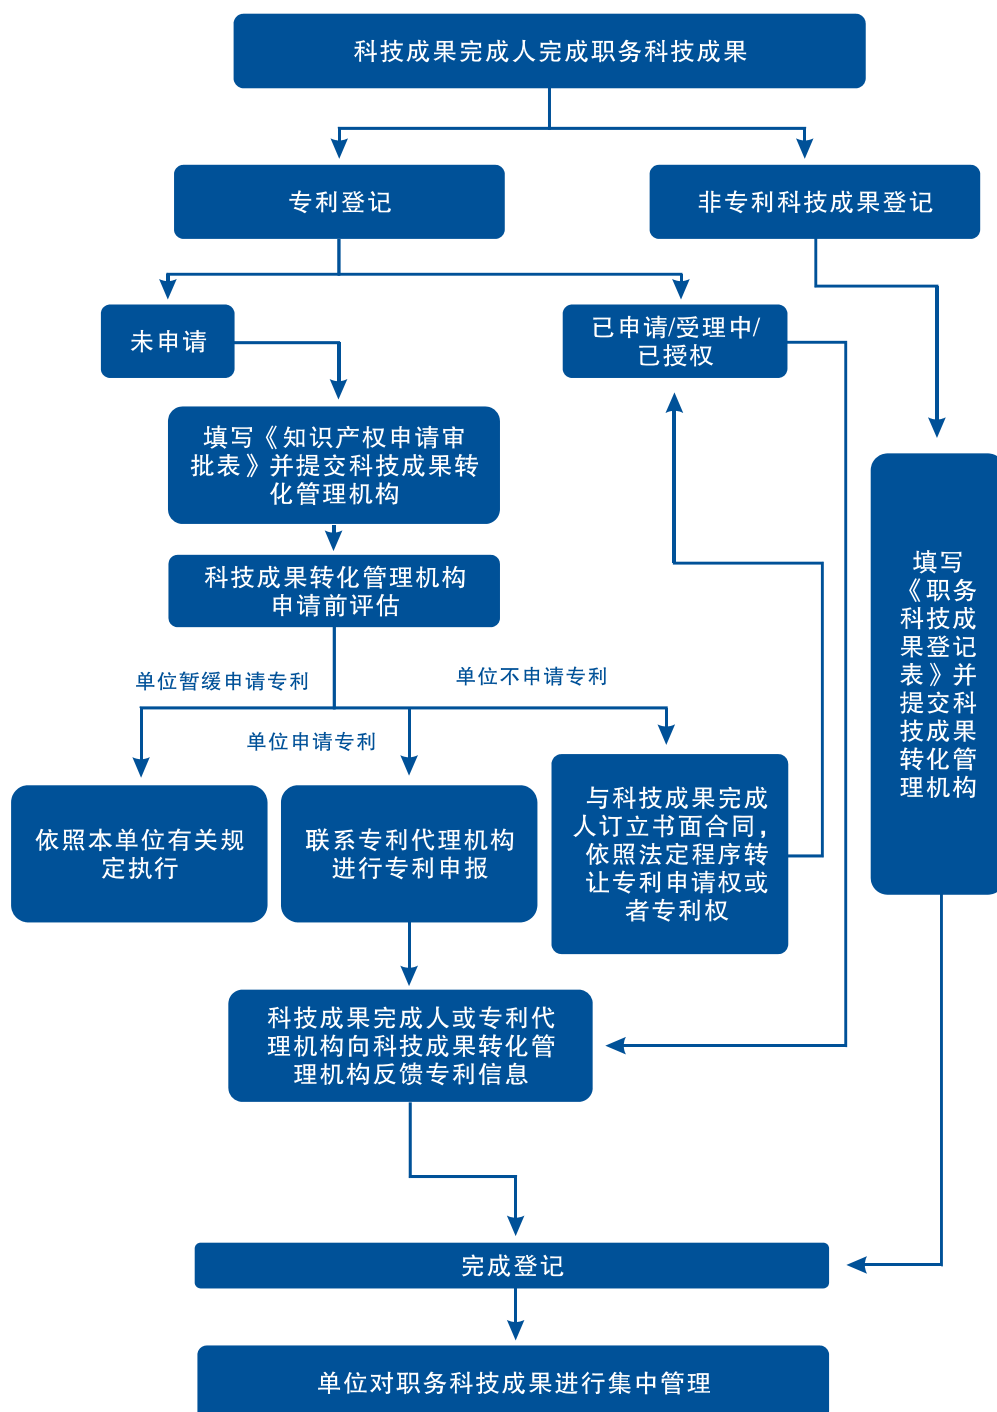 科技成果完成人完成职务科技成果
专利登记
非专利科技成果登记
未申请
已申请/受理中/
已授权
填写《知识产权申请审
批表》并提交科技成果转
化管理机构
科技成果转化管理机构
申请前评估
填写
《职务
科技成
果登记
表》并
提交科
技成果
转化管
理机构
单位暂缓申请专利
单位不申请专利
单位申请专利
依照本单位有关规
定执行
联系专利代理机构
进行专利申报
与科技成果完成
人订立书面合同，
依照法定程序转
让专利申请权或
者专利权
科技成果完成人或专利代
理机构向科技成果转化管
理机构反馈专利信息
完成登记
单位对职务科技成果进行集中管理